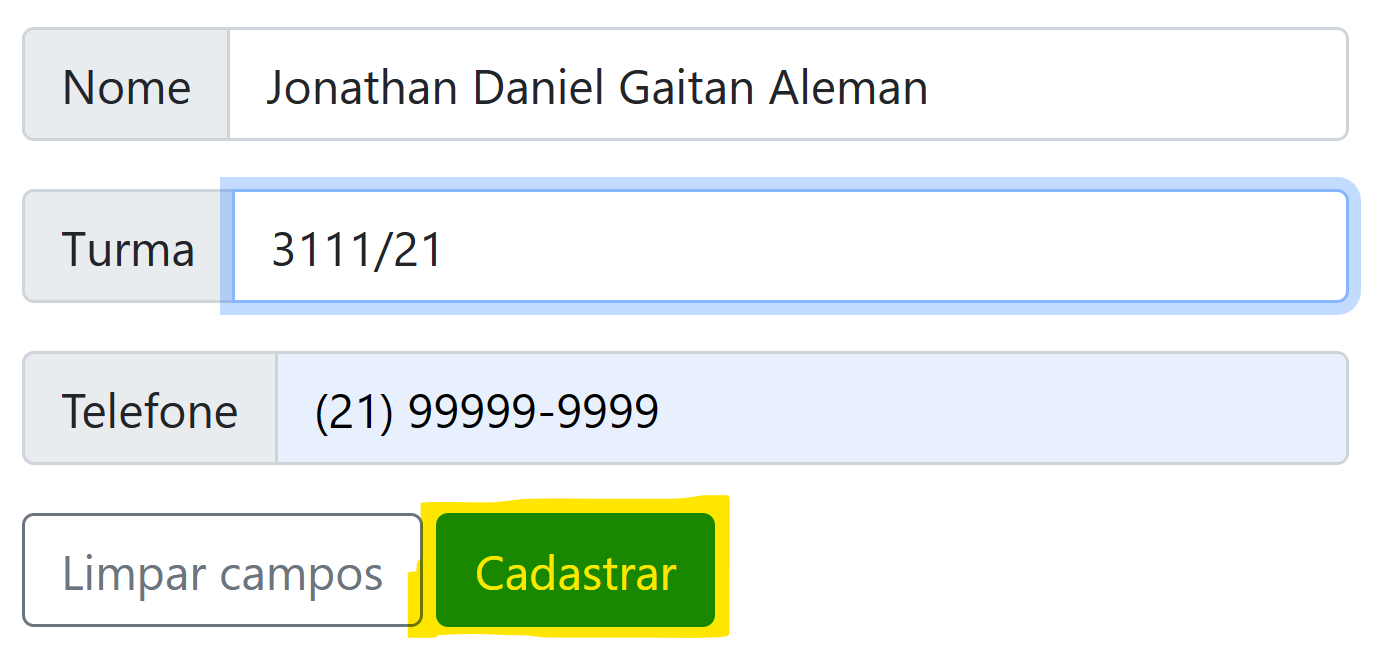 Nome Jonathan Daniel Gaitan Aleman
Turma 3111/21
Telefone (21) 99999-9999
Limpar campos Cadastrar